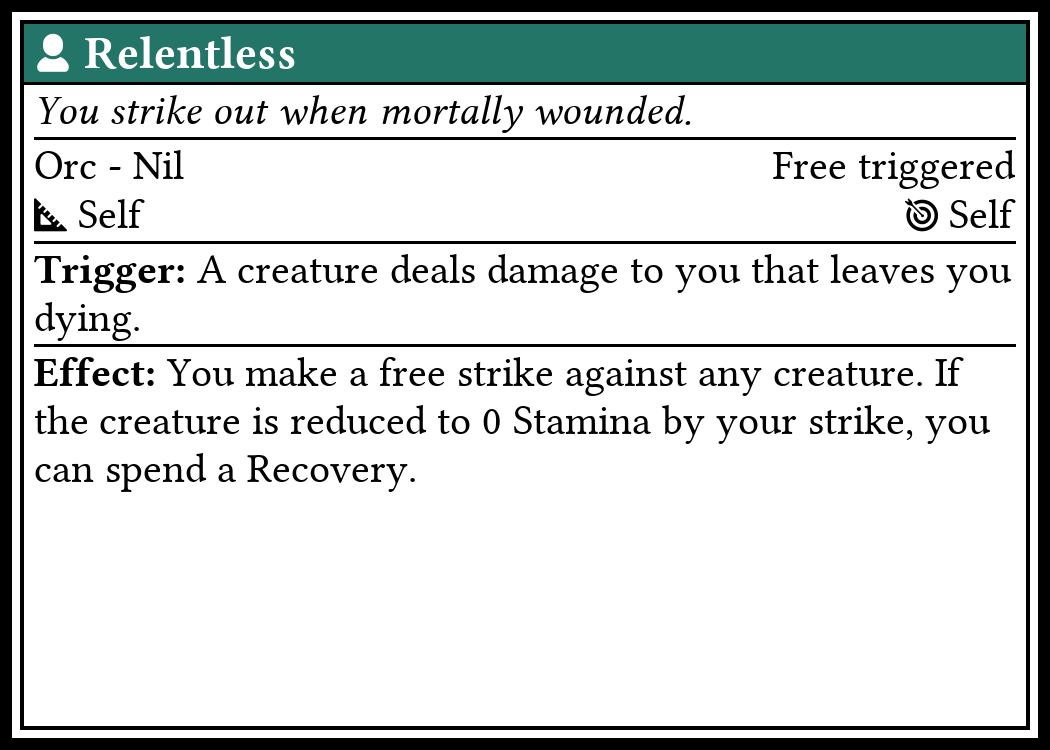 Relentless
You strike out when mortally wounded.
Orc - Nil Free triggered
Self Self
Trigger: A creature deals damage to you that leaves you
dying.
Effect: You make a free strike against any creature. If
the creature is reduced to 0 Stamina by your strike, you
can spend a Recovery.